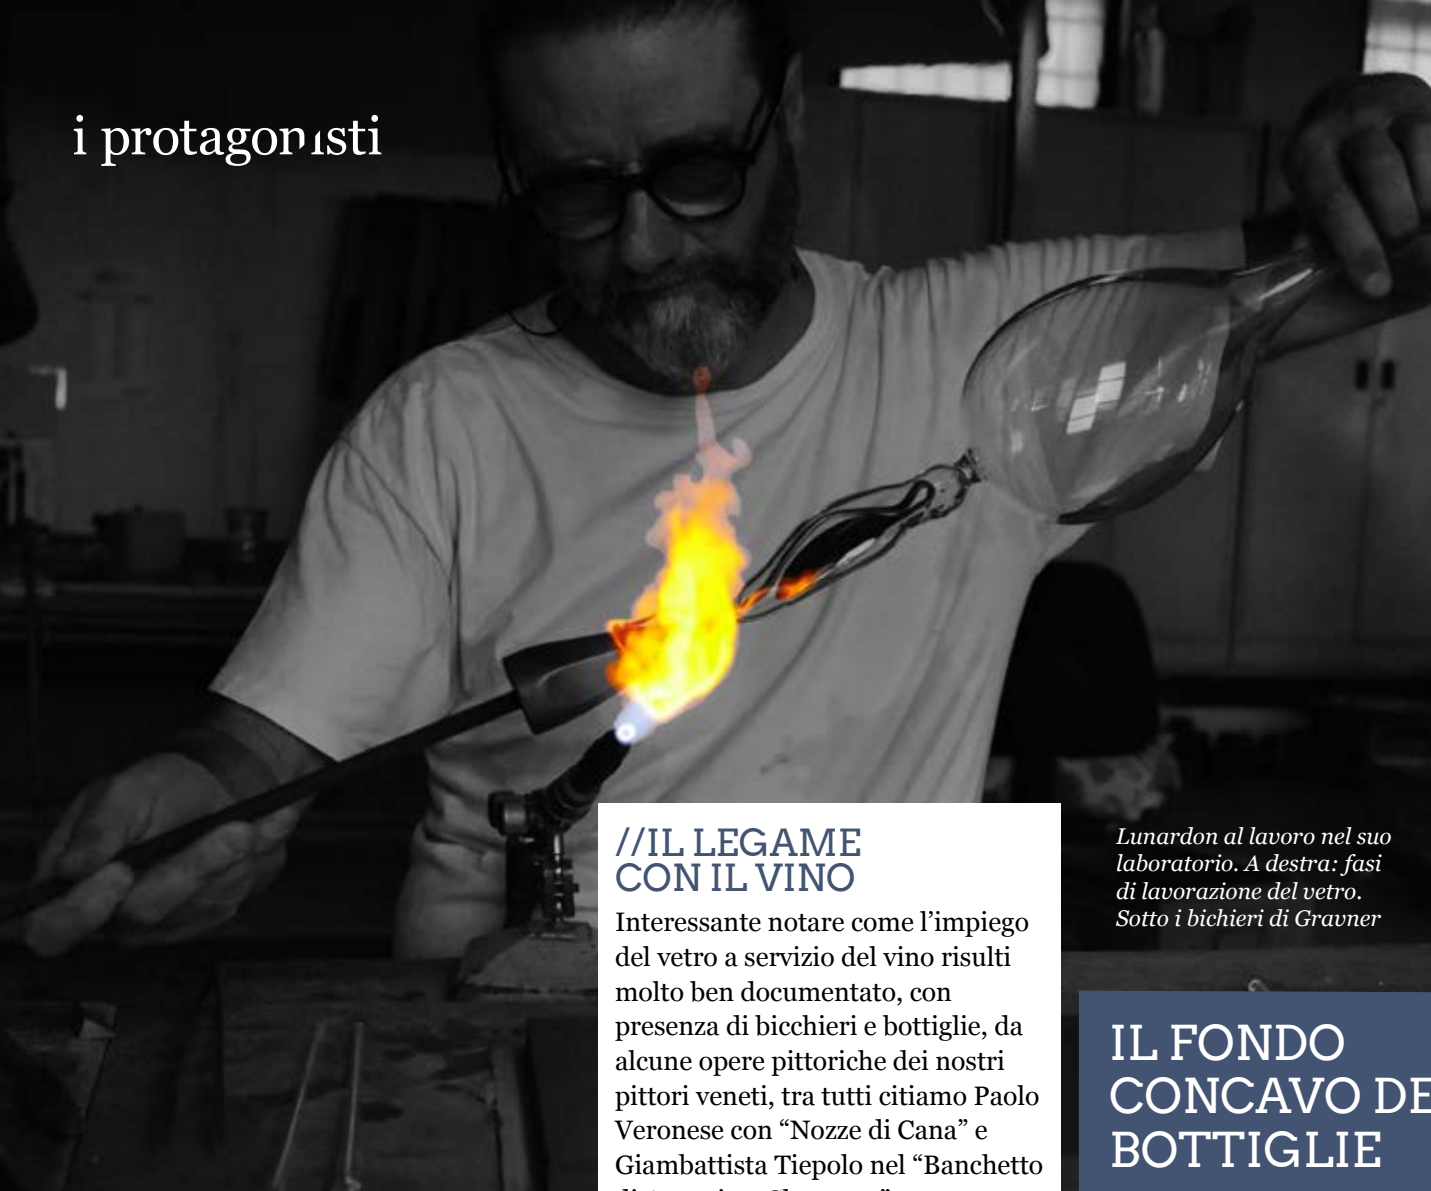 i protagonisti
//IL LEGAME
CON IL VINO
Interessante notare come l’impiego
del vetro a servizio del vino risulti
molto ben documentato, con
presenza di bicchieri e bottiglie, da
alcune opere pittoriche dei nostri
pittori veneti, tra tutti citiamo Paolo
Veronese con “Nozze di Cana” e
Giambattista Tiepolo nel “Banchetto
Lunardon al lavoro nel suo
laboratorio. A destra: fasi
di lavorazione del vetro.
Sotto i bichieri di Gravner
IL FONDO
CONCAVO DE
BOTTIGLIE